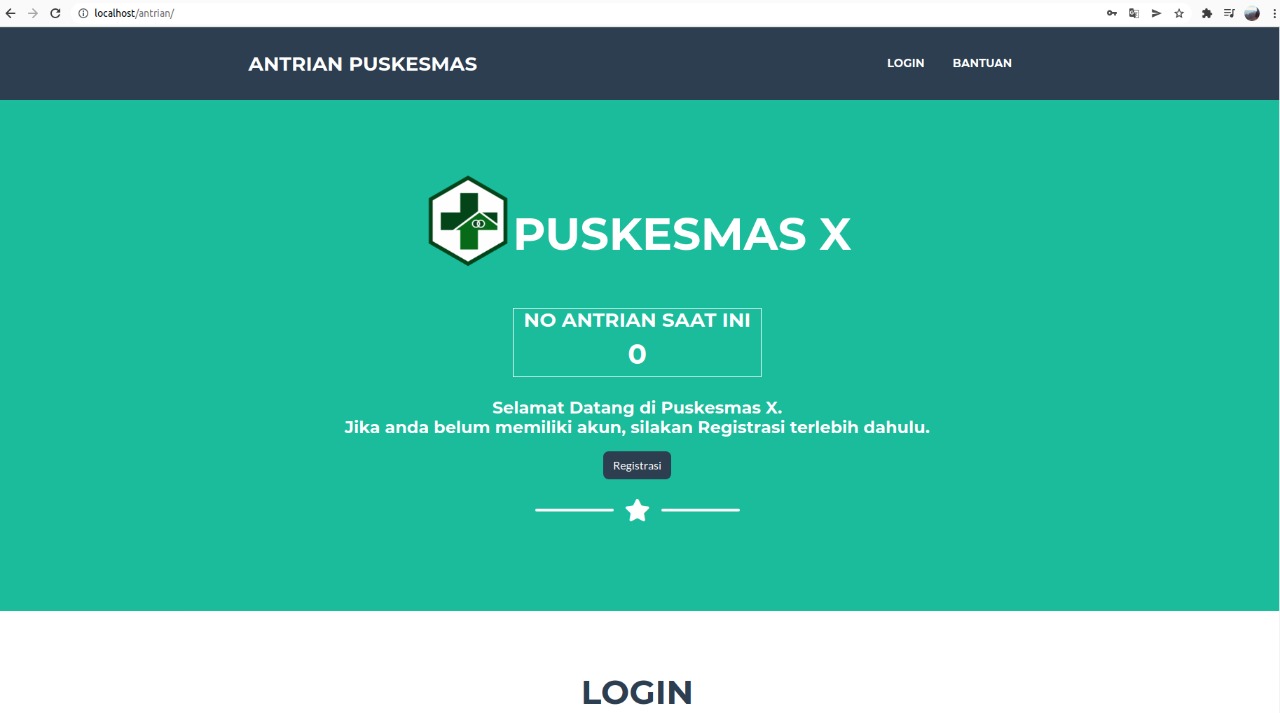 localhost/antrian/
ANTRIAN PUSKESMAS
LOGIN
BANTUAN
PUSKESMAS X
NO ANTRIAN SAAT INI
0
Selamat Datang di Puskesmas X.
Jika anda belum memiliki akun, silakan Registrasi terlebih dahulu.
Registrasi
LOGIN